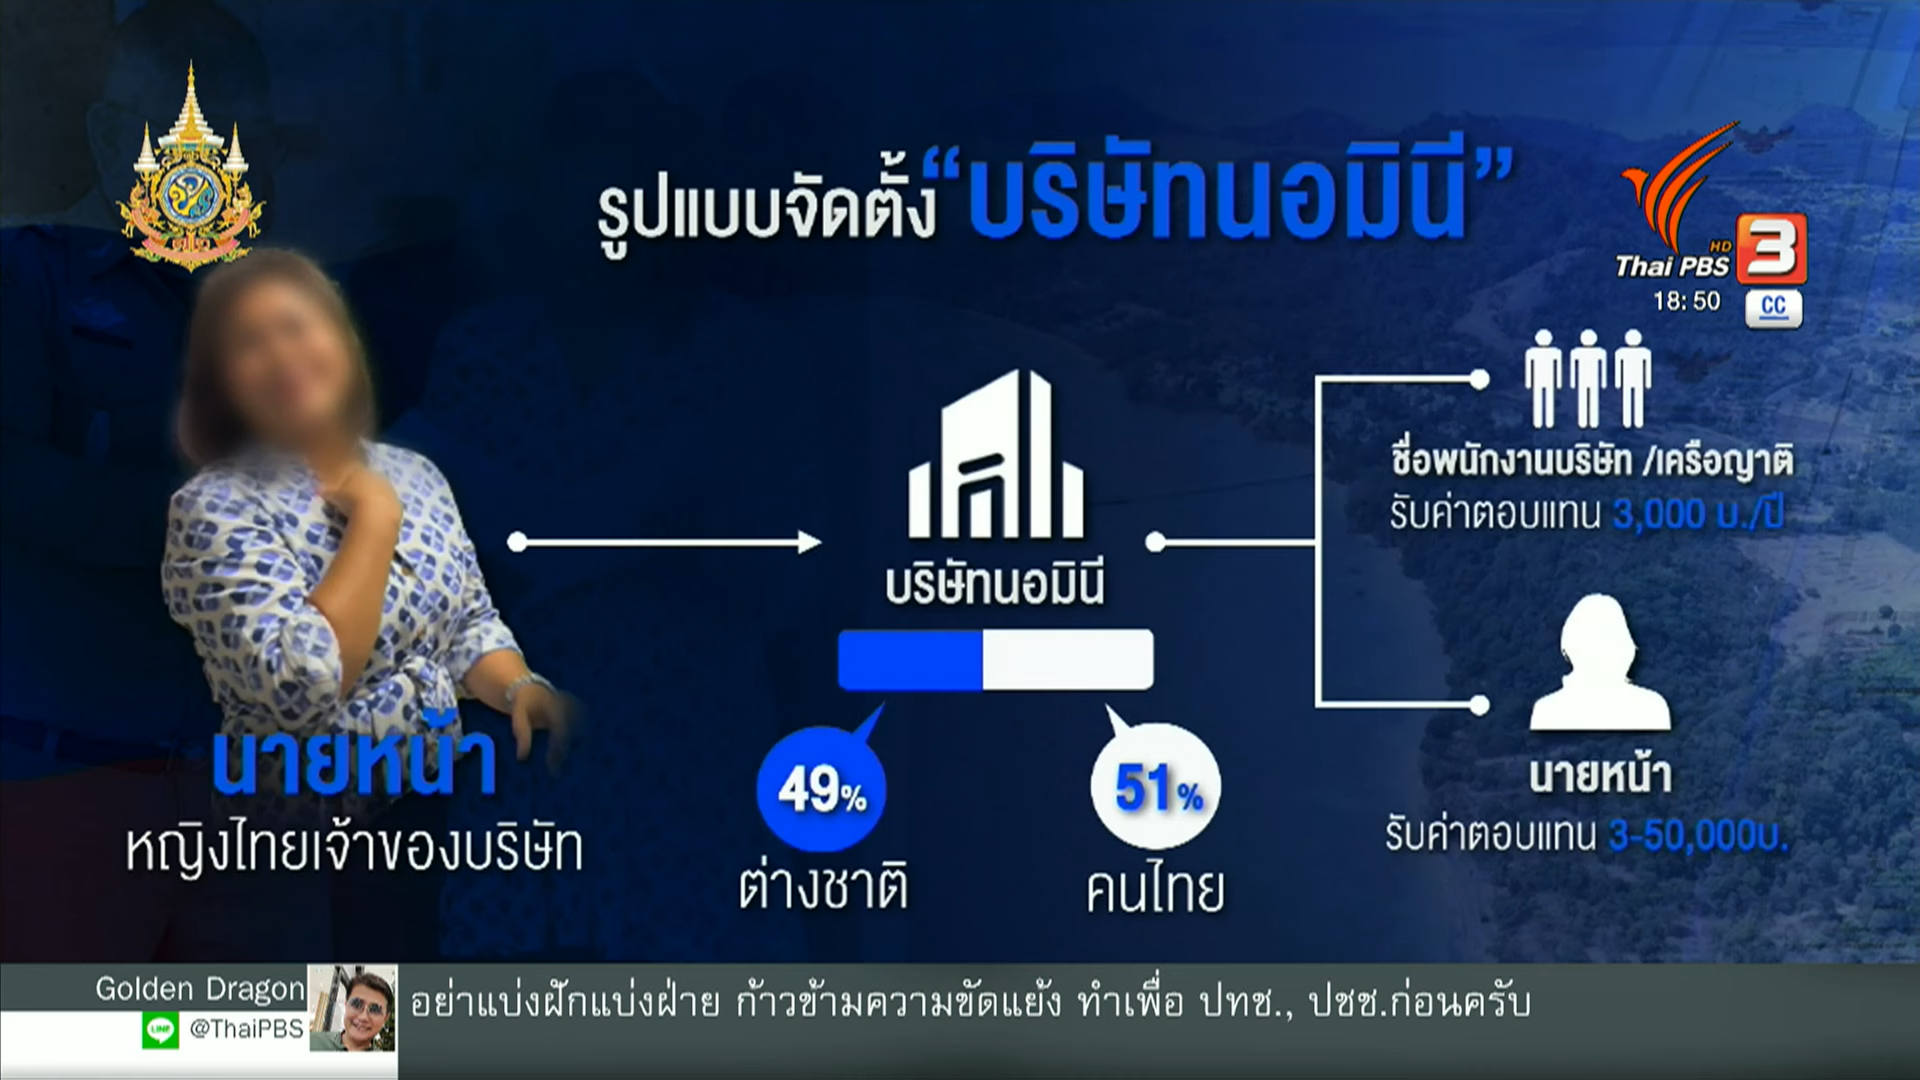 รูปแบบจัดตั้ง “บริษัทนอมินี”
Thai PBS HD 3
18:50 CC
ชื่อพนักงานบริษัท /เครือญาติ
รับค่าตอบแทน 3,000 บ./ปี
บริษัทนอมินี
นายหน้า
หญิงไทยเจ้าของบริษัท
49%
ต่างชาติ
51%
คนไทย
นายหน้า
รับค่าตอบแทน 3-50,000บ.
Golden Dragon
LINE @ThaiPBS
อย่าแบ่งฝักแบ่งฝ่าย ก้าวข้ามความขัดแย้ง ทำเพื่อ ปทช., ปชช.ก่อนครับ